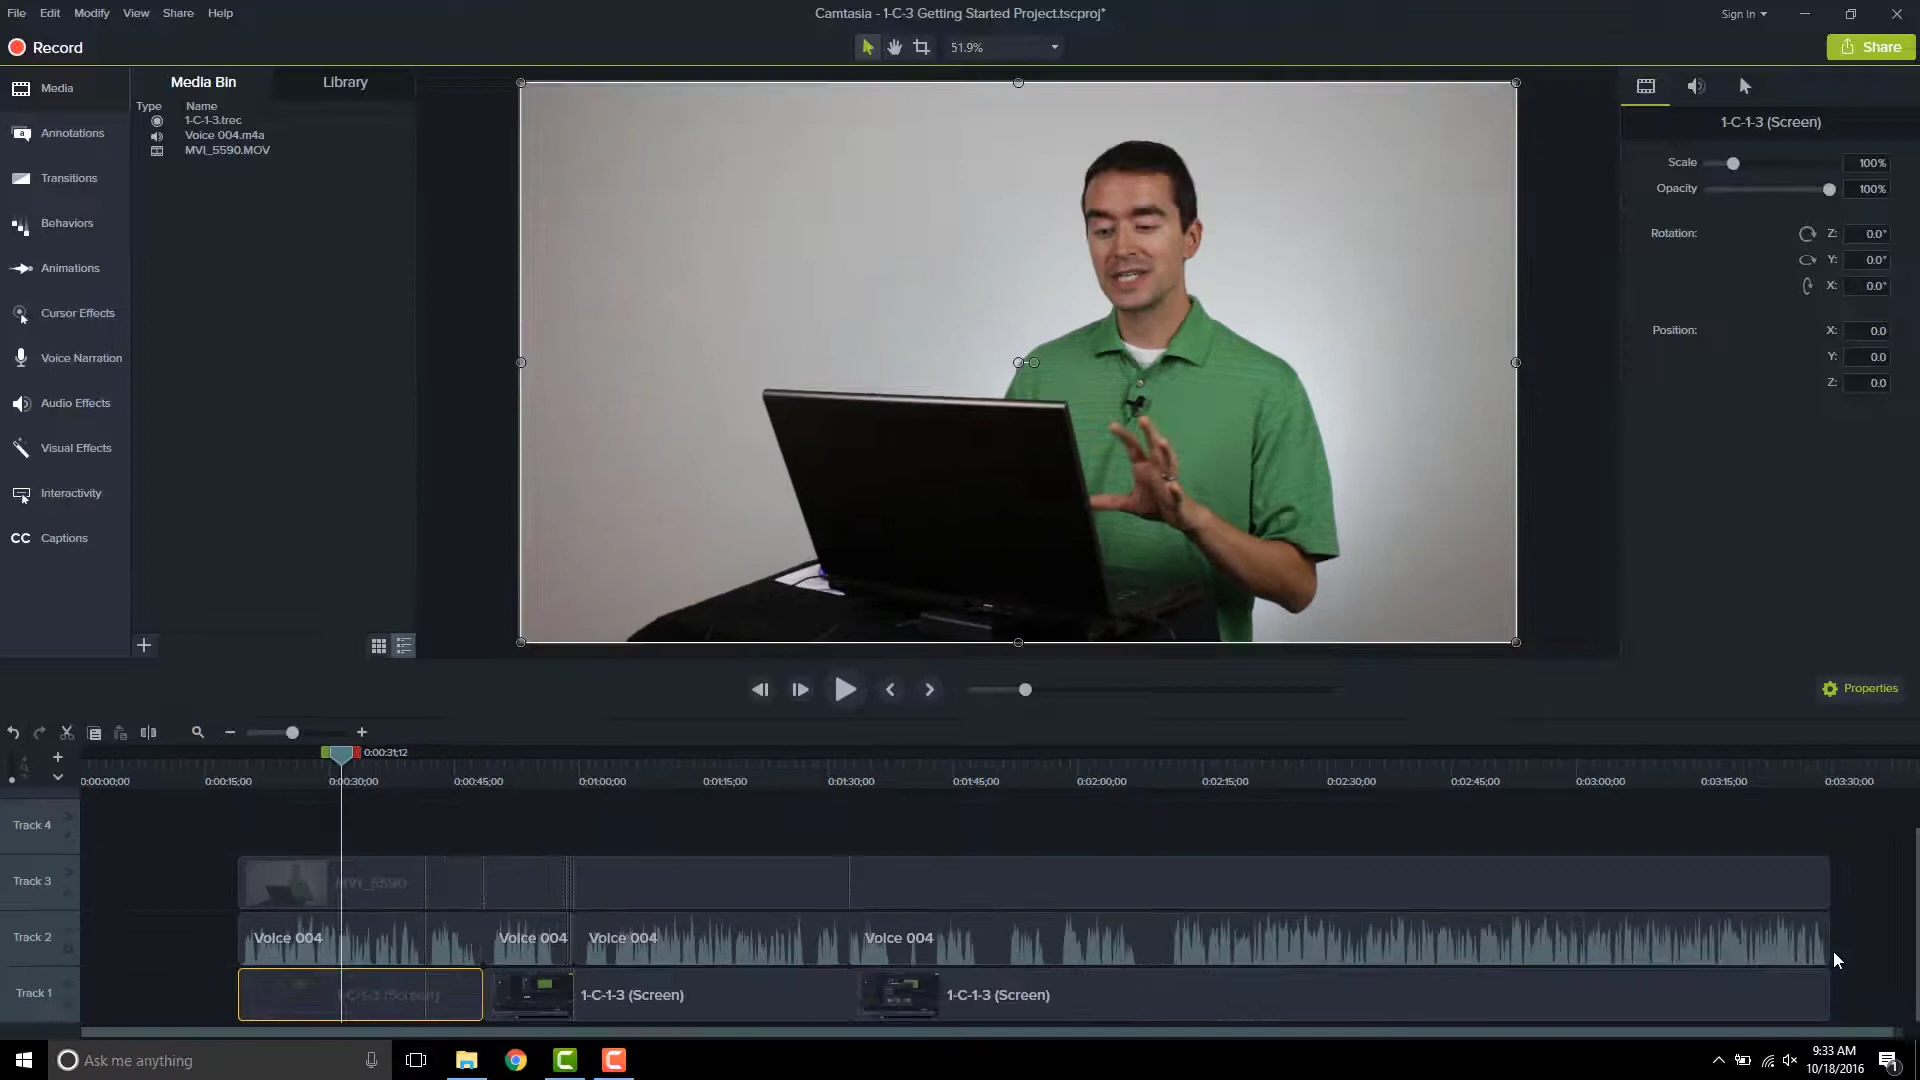 File Edit Modify View Share Help
Camtasia - 1-C-3 Getting Started Project.tscproj*
Sign In
Record
51.9%
Share
Media
Annotations
Transitions
Behaviors
Animations
Cursor Effects
Voice Narration
Audio Effects
Visual Effects
Interactivity
CC Captions
Media Bin Library
Type Name
1-C-1-3.trec
Voice 004.m4a
MVI_5590.MOV
1-C-1-3 (Screen)
Scale 100%
Opacity 100%
Rotation: Z: 0.0°
Y: 0.0°
X: 0.0°
Position: X: 0.0
Y: 0.0
Z: 0.0
Properties
0:00:31;12
0:00:00;00 0:00:15;00 0:00:30;00 0:00:45;00 0:01:00;00 0:01:15;00 0:01:30;00 0:01:45;00 0:02:00;00 0:02:15;00 0:02:30;00 0:02:45;00 0:03:00;00 0:03:15;00 0:03:30;00
Track 4
Track 3 MVI_5590
Track 2 Voice 004 Voice 004 Voice 004 Voice 004
Track 1 1-C-1-3 (Screen) 1-C-1-3 (Screen) 1-C-1-3 (Screen)
Ask me anything
9:33 AM
10/18/2016
1